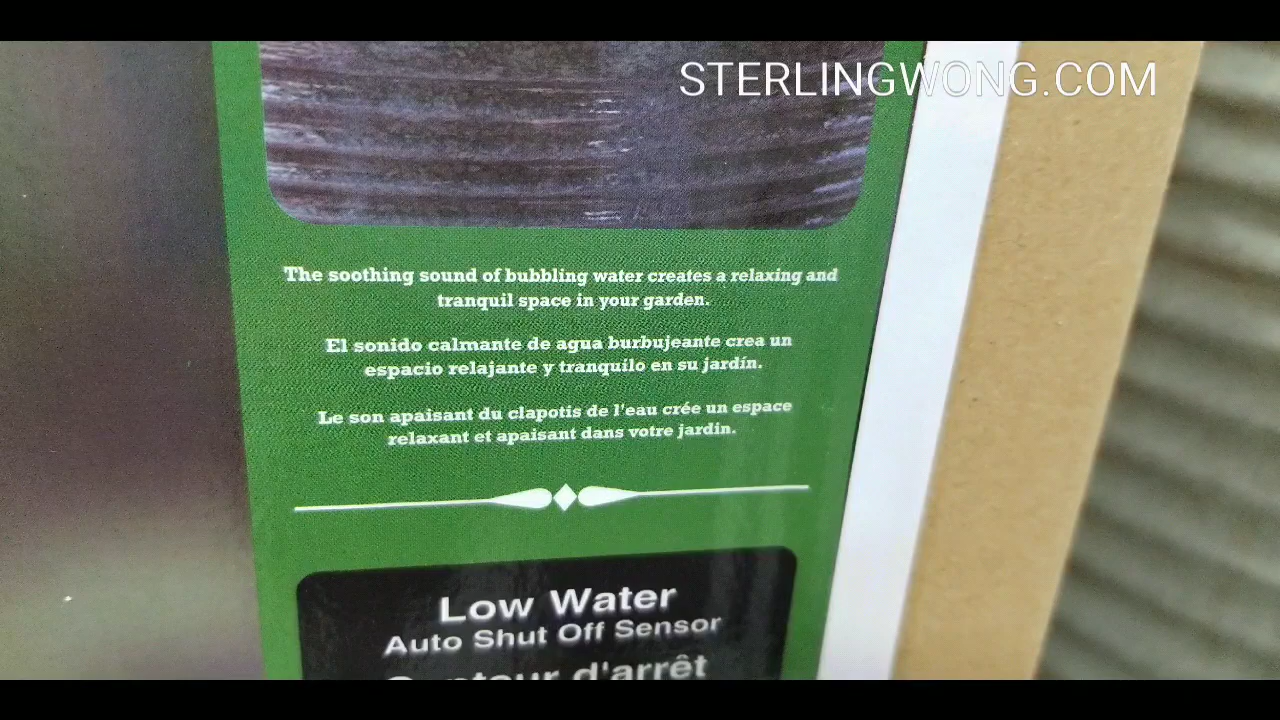 STERLINGWONG.COM
The soothing sound of bubbling water creates a relaxing and
tranquil space in your garden.
El sonido calmante de agua burbujeante crea un
espacio relajante y tranquilo en su jardín.
Le son apaisant du clapotis de l'eau crée un espace
relaxant et apaisant dans votre jardin.
Low Water
Auto Shut Off Sensor
d'arrêt